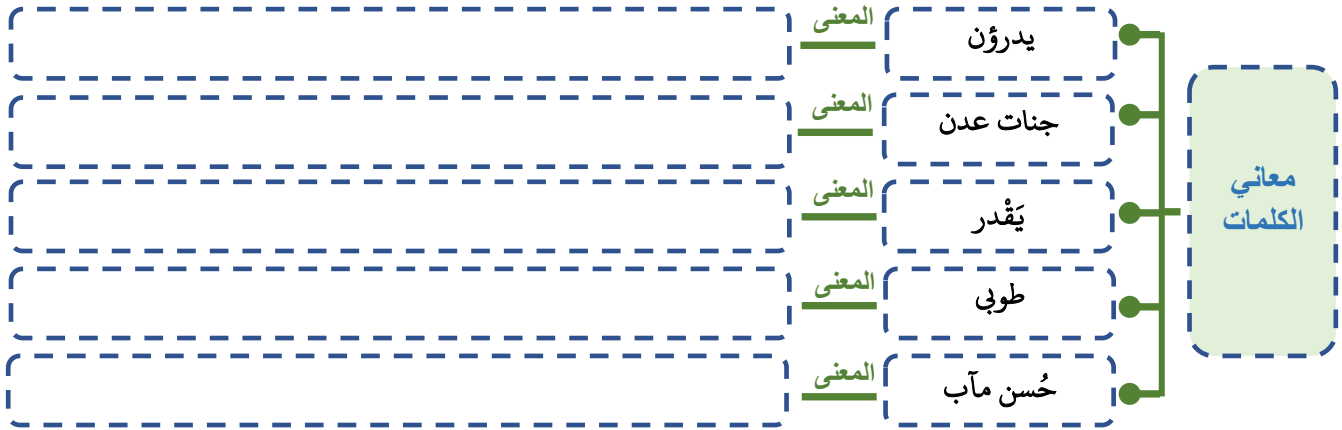 معاني
الكلمات
يدرؤن
المعنى
جنات عدن
المعنى
يَقْدر
المعنى
طوبى
المعنى
حُسن مآب
المعنى